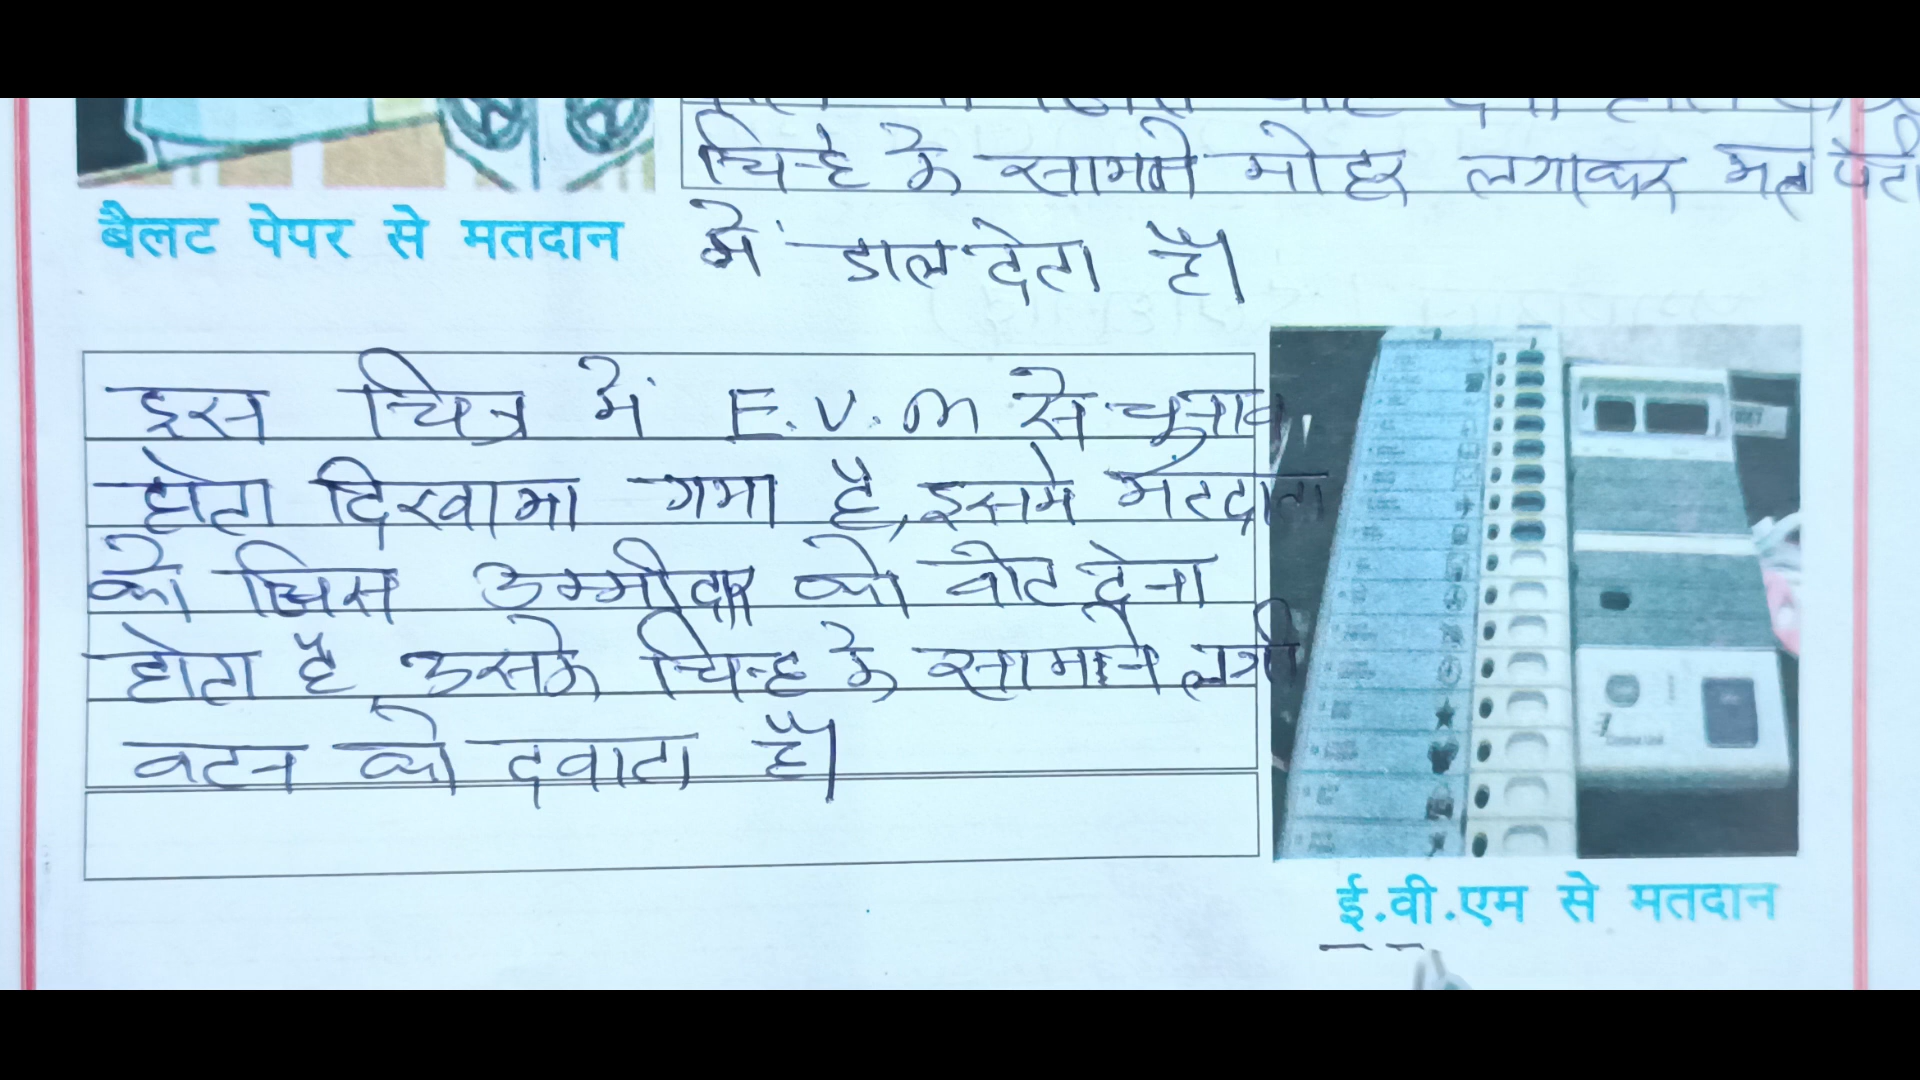 चिन्ह के सामने मोहर लगाकर मत पेटी
बैलट पेपर से मतदान
में डाल देता है।
इस चित्र में E.V.M से चुनाव
होता दिखाया गया है, इसमे मतदाता
को जिस उम्मीदार को वोट देना
होता है उसके चिन्ह के सामने लगी
बटन को दबाता है।
ई.वी.एम से मतदान